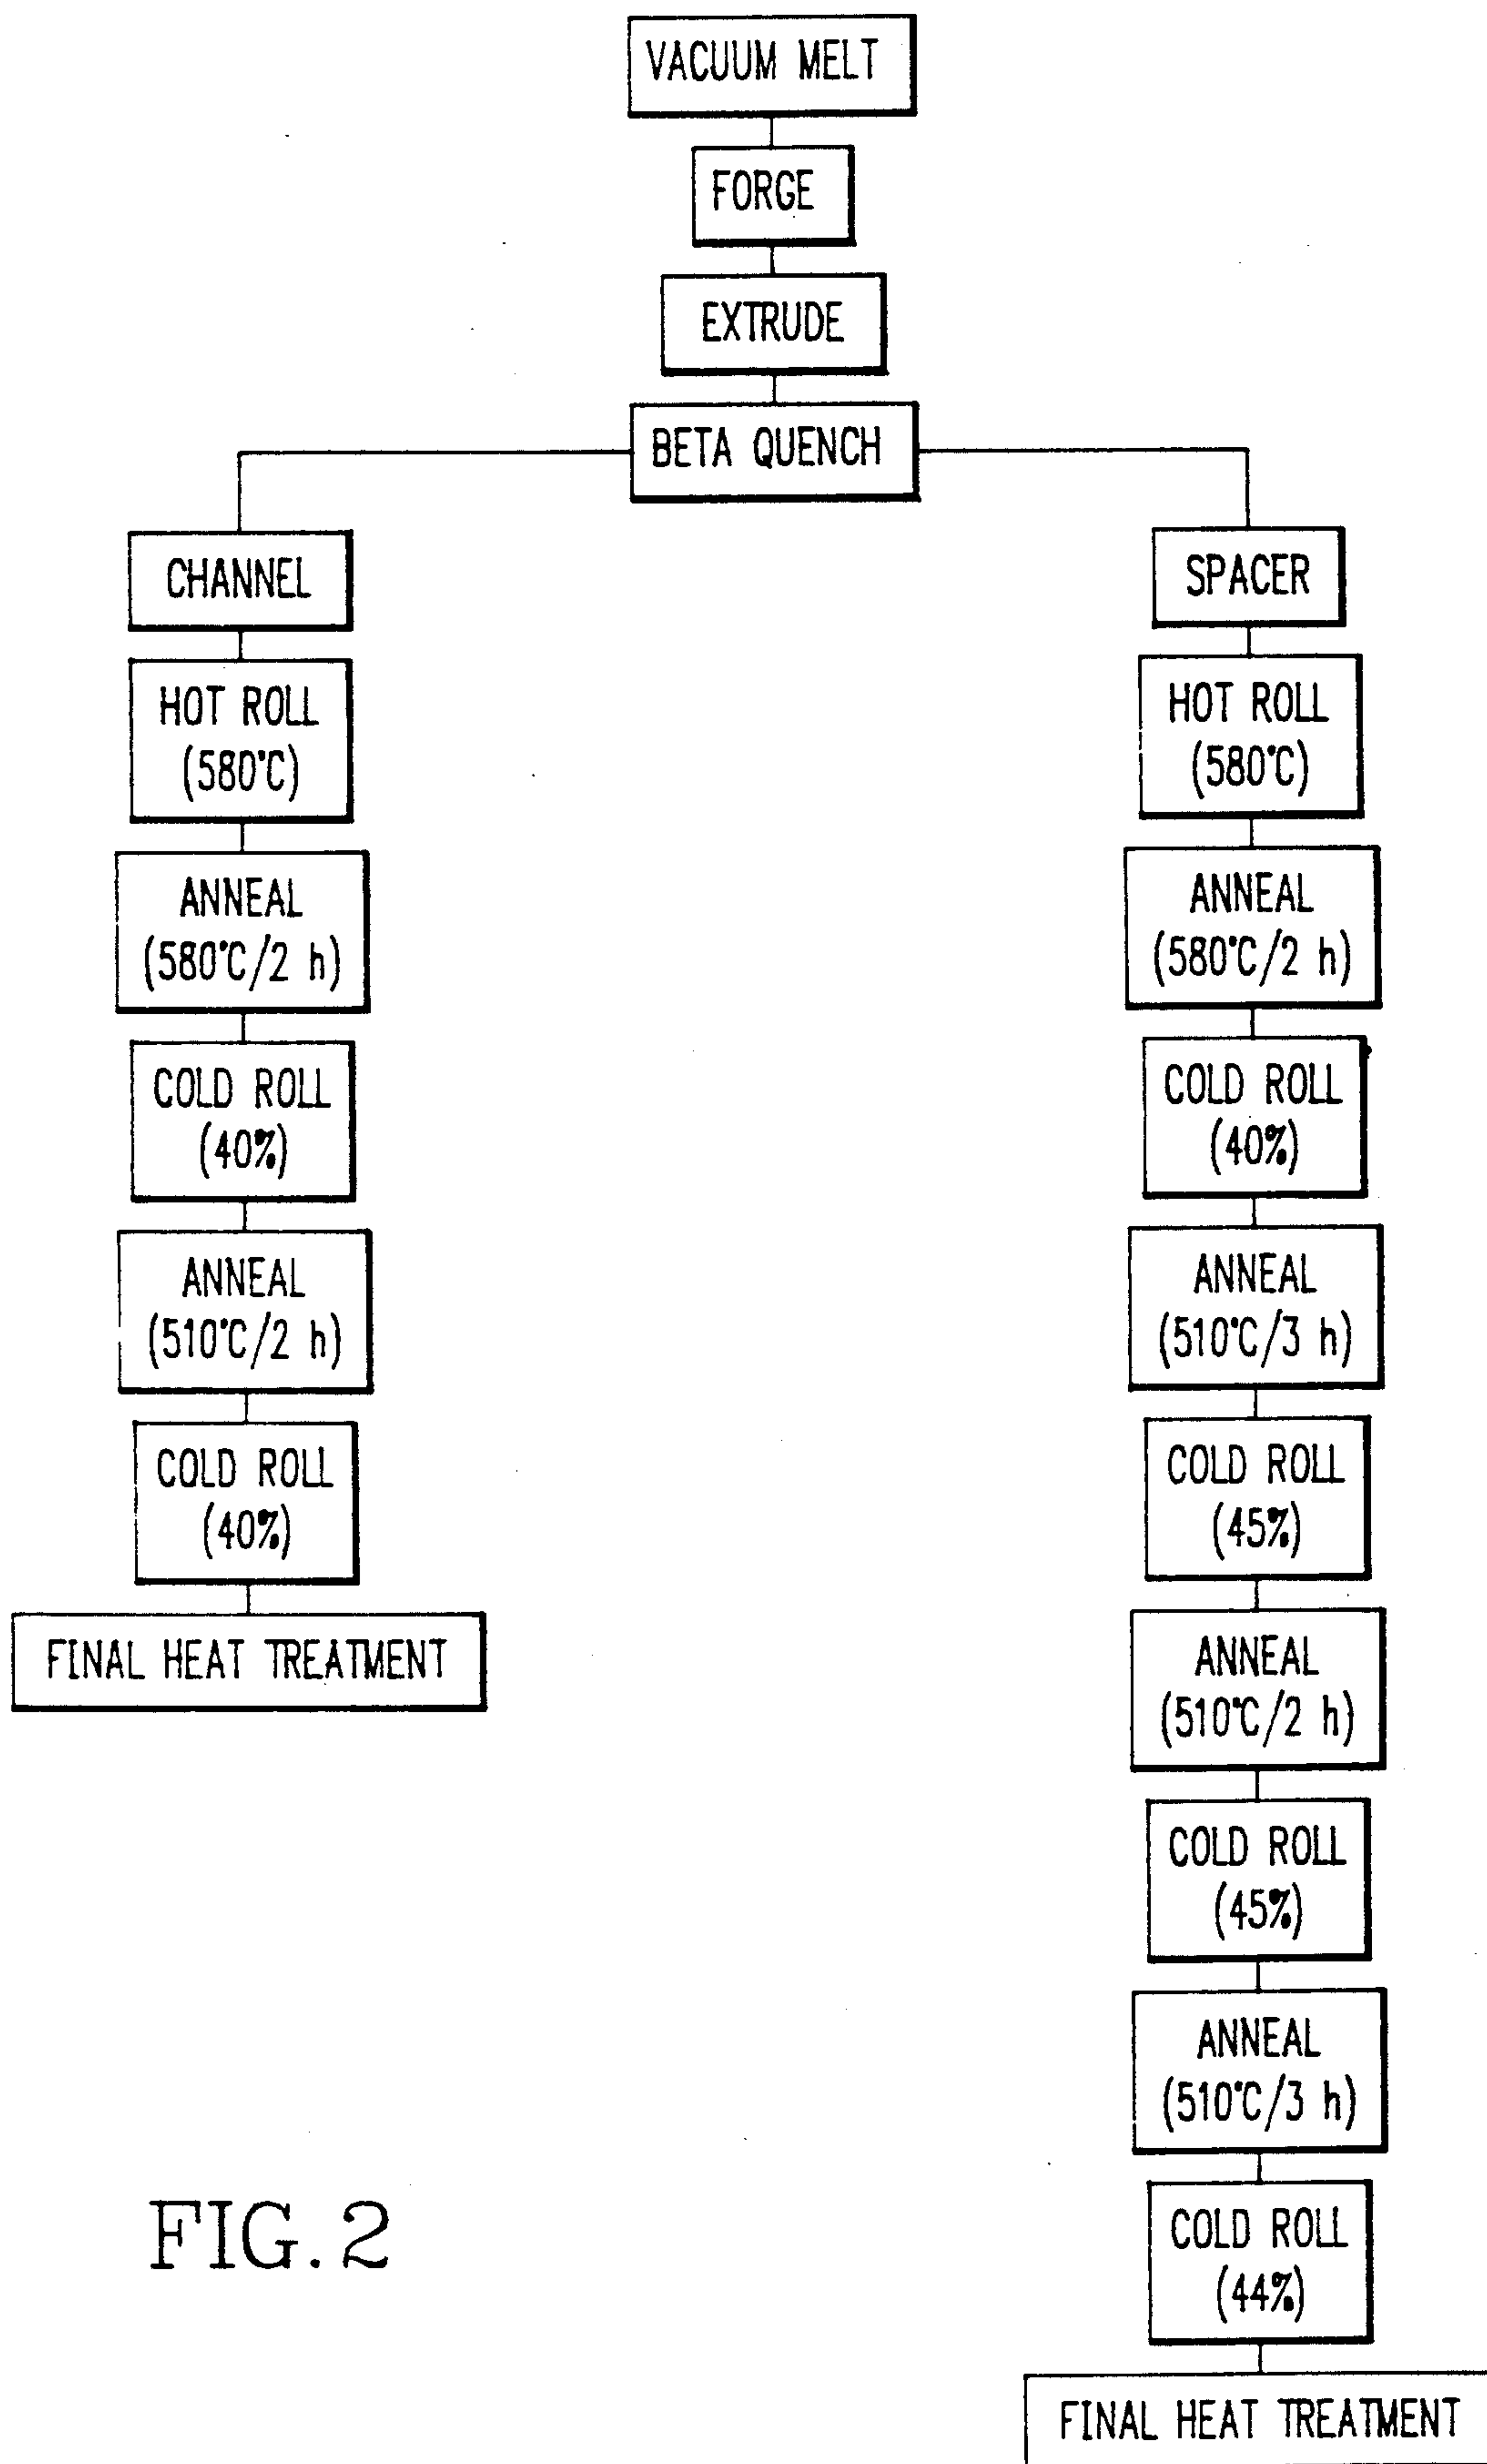 VACUUM MELT
FORGE
EXTRUDE
BETA QUENCH
CHANNEL
HOT ROLL
(580°C)
ANNEAL
(580°C/2 h)
COLD ROLL
(40%)
ANNEAL
(510°C/2 h)
COLD ROLL
(40%)
FINAL HEAT TREATMENT
SPACER
HOT ROLL
(580°C)
ANNEAL
(580°C/2 h)
COLD ROLL
(40%)
ANNEAL
(510°C/3 h)
COLD ROLL
(45%)
ANNEAL
(510°C/2 h)
COLD ROLL
(45%)
ANNEAL
(510°C/3 h)
COLD ROLL
(44%)
FINAL HEAT TREATMENT
FIG. 2